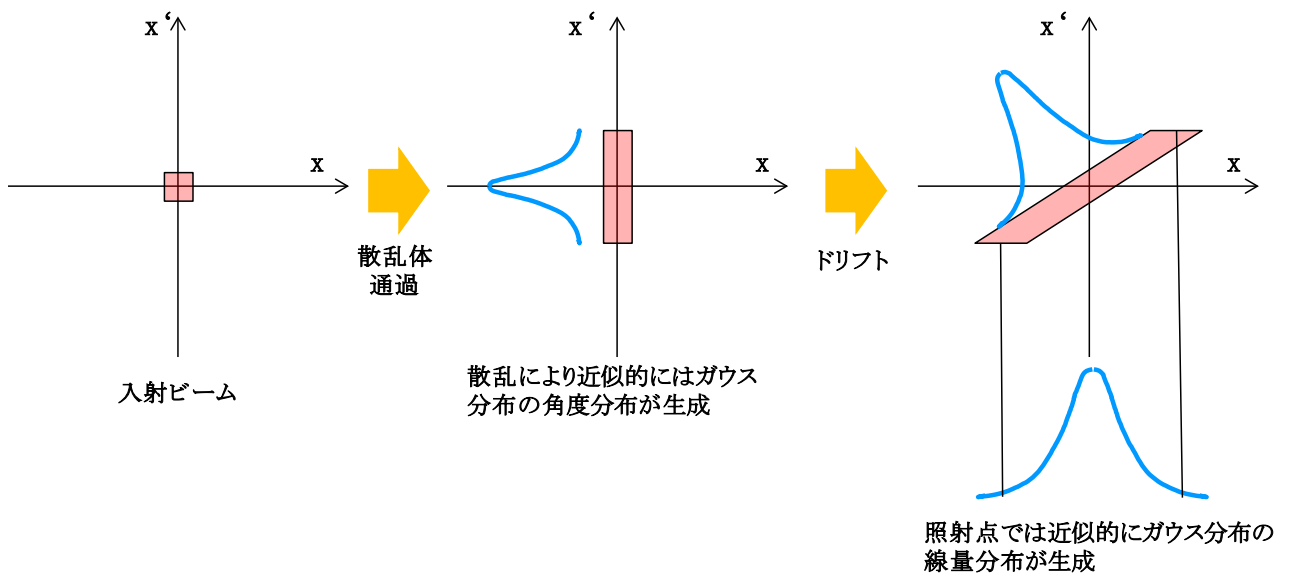 x‘
x
入射ビーム
散乱体
通過
x‘
x
散乱により近似的にはガウス
分布の角度分布が生成
ドリフト
x‘
x
照射点では近似的にガウス分布の
線量分布が生成